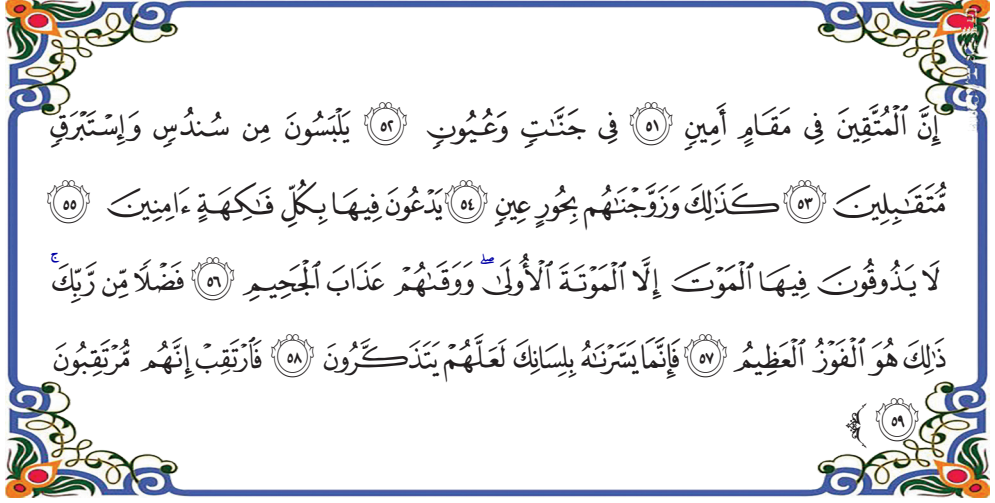 إِنَّ ٱلْمُتَّقِينَ فِى مَقَامٍ أَمِينٍ ٥١ فِى جَنَّٰتٍ وَعُيُونٍ ٥٢ يَلْبَسُونَ مِن سُندُسٍ وَإِسْتَبْرَقٍ
مُّتَقَٰبِلِينَ ٥٣ كَذَٰلِكَ وَزَوَّجْنَٰهُم بِحُورٍ عِينٍ ٥٤ يَدْعُونَ فِيهَا بِكُلِّ فَٰكِهَةٍ ءَامِنِينَ ٥٥
لَا يَذُوقُونَ فِيهَا ٱلْمَوْتَ إِلَّا ٱلْمَوْتَةَ ٱلْأُولَىٰ ۖ وَوَقَىٰهُمْ عَذَابَ ٱلْجَحِيمِ ٥٦ فَضْلًا مِّن رَّبِّكَ ۚ
ذَٰلِكَ هُوَ ٱلْفَوْزُ ٱلْعَظِيمُ ٥٧ فَإِنَّمَا يَسَّرْنَٰهُ بِلِسَانِكَ لَعَلَّهُمْ يَتَذَكَّرُونَ ٥٨ فَٱرْتَقِبْ إِنَّهُم مُّرْتَقِبُونَ
٥٩